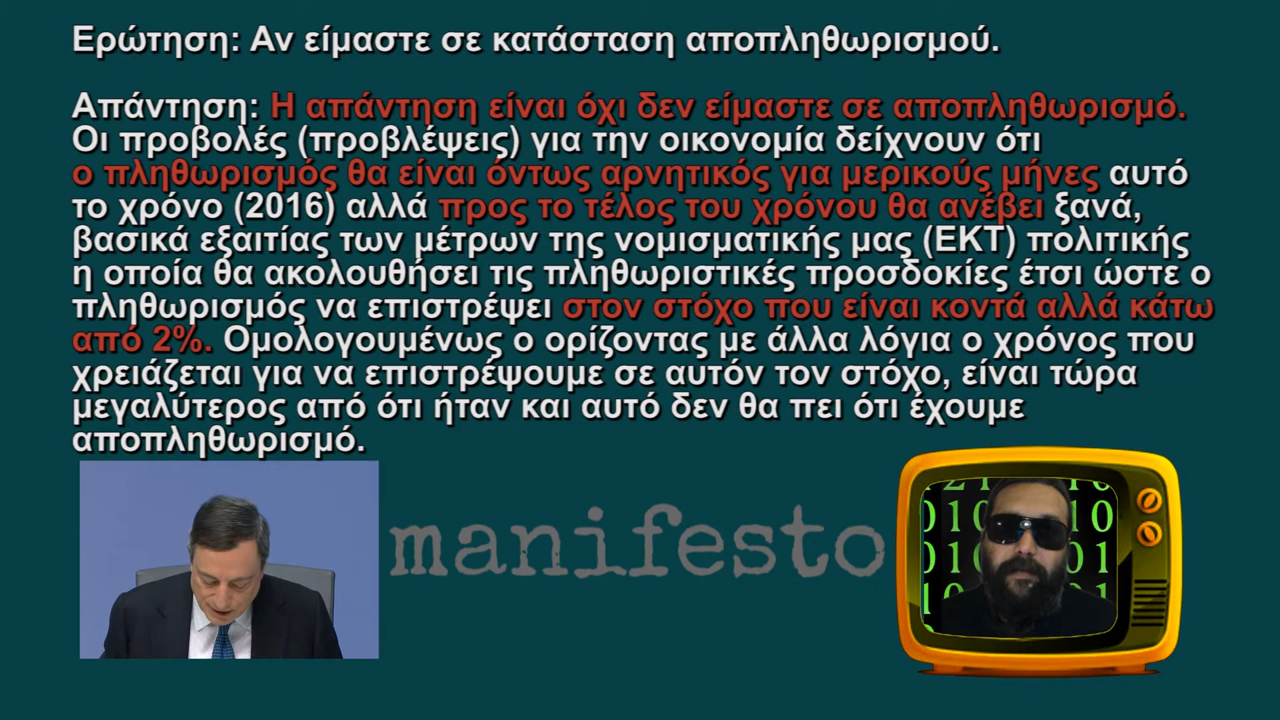 Ερώτηση: Αν είμαστε σε κατάσταση αποπληθωρισμού.
Απάντηση: Η απάντηση είναι όχι δεν είμαστε σε αποπληθωρισμό.
Οι προβολές (προβλέψεις) για την οικονομία δείχνουν ότι
ο πληθωρισμός θα είναι όντως αρνητικός για μερικούς μήνες αυτό
το χρόνο (2016) αλλά προς το τέλος του χρόνου θα ανέβει ξανά,
βασικά εξαιτίας των μέτρων της νομισματικής μας (ΕΚΤ) πολιτικής
η οποία θα ακολουθήσει τις πληθωριστικές προσδοκίες έτσι ώστε ο
πληθωρισμός να επιστρέψει στον στόχο που είναι κοντά αλλά κάτω
από 2%. Ομολογουμένως ο ορίζοντας με άλλα λόγια ο χρόνος που
χρειάζεται για να επιστρέψουμε σε αυτόν τον στόχο, είναι τώρα
μεγαλύτερος από ότι ήταν και αυτό δεν θα πει ότι έχουμε
αποπληθωρισμό.
manifesto